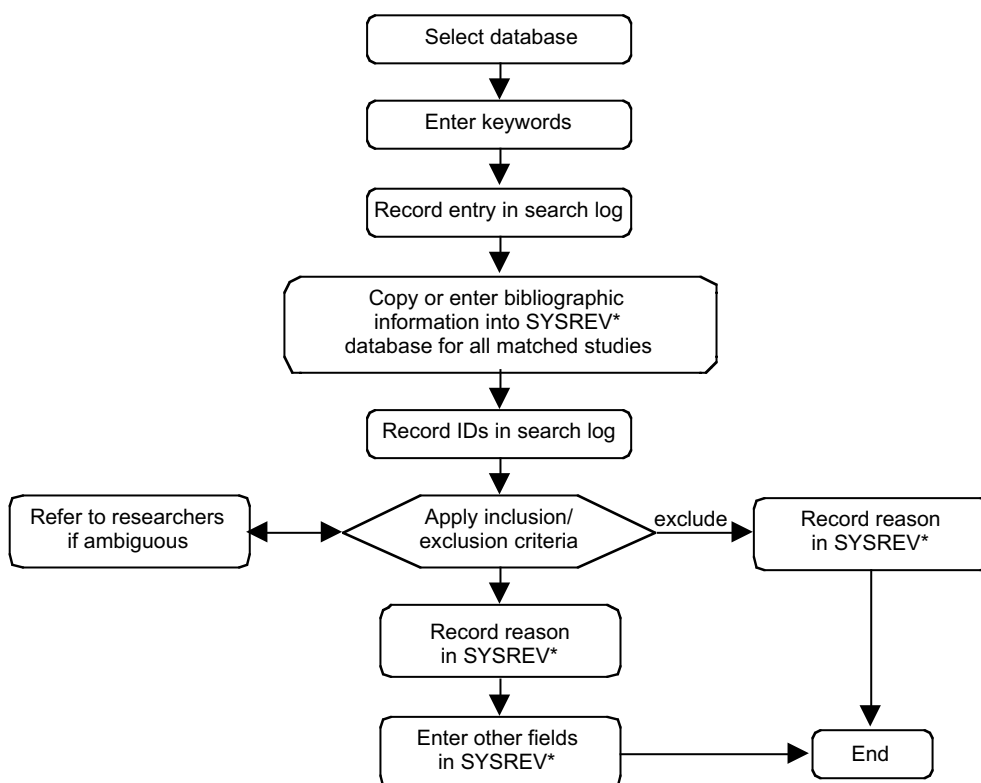 Select database
Enter keywords
Record entry in search log
Copy or enter bibliographic
information into SYSREV*
database for all matched studies
Record IDs in search log
Refer to researchers
if ambiguous
Apply inclusion/
exclusion criteria
exclude
Record reason
in SYSREV*
Record reason
in SYSREV*
Enter other fields
in SYSREV*
End